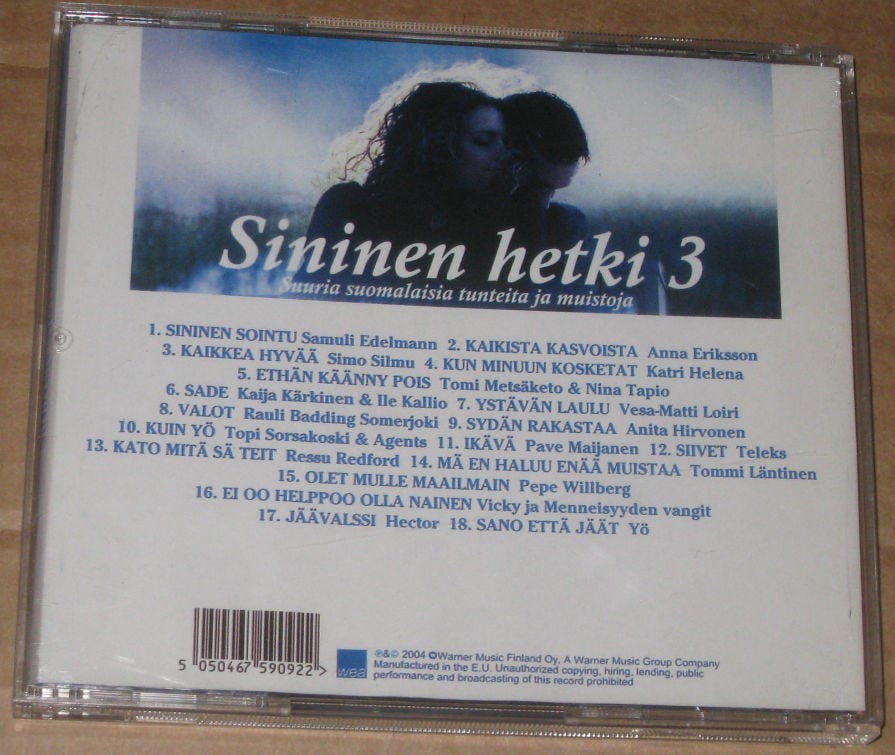 Sininen hetki 3
Suuria suomalaisia tunteita ja muistoja
1. SININEN SOINTU Samuli Edelmann 2. KAIKISTA KASVOISTA Anna Eriksson
3. KAIKKEA HYVÄÄ Simo Silmu 4. KUN MINUUN KOSKETAT Katri Helena
5. ETHÄN KÄÄNNY POIS Tomi Metsäketo & Nina Tapio
6. SADE Kaija Kärkinen & Ile Kallio 7. YSTÄVÄN LAULU Vesa-Matti Loiri
8. VALOT Rauli Badding Somerjoki 9. SYDÄN RAKASTAA Anita Hirvonen
10. KUIN YÖ Topi Sorsakoski & Agents 11. IKÄVÄ Pave Maijanen 12. SIIVET Teleks
13. KATO MITÄ SÄ TEIT Ressu Redford 14. MÄ EN HALUU ENÄÄ MUISTAA Tommi Läntinen
15. OLET MULLE MAAILMAIN Pepe Willberg
16. EI OO HELPPOO OLLA NAINEN Vicky ja Menneisyyden vangit
17. JÄÄVALSSI Hector 18. SANO ETTÄ JÄÄT Yö
5 050467 590922 >
wea
℗&© 2004 Warner Music Finland Oy, A Warner Music Group Company
Manufactured in the E.U. Unauthorized copying, hiring, lending, public
performance and broadcasting of this record prohibited